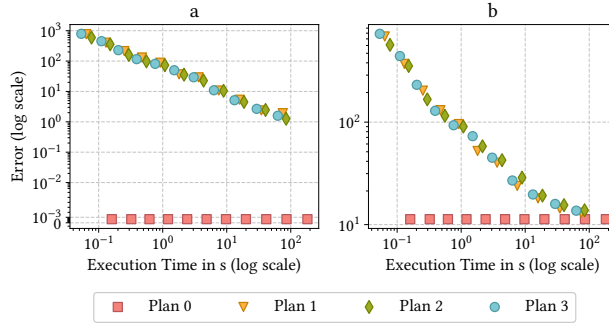 a
b
Error (log scale)
10³
10²
10¹
10⁰
10⁻¹
10⁻²
10⁻³
0
10²
10¹
10⁻¹
10⁰
10¹
10²
10⁻¹
10⁰
10¹
10²
Execution Time in s (log scale)
Execution Time in s (log scale)
Plan 0
Plan 1
Plan 2
Plan 3